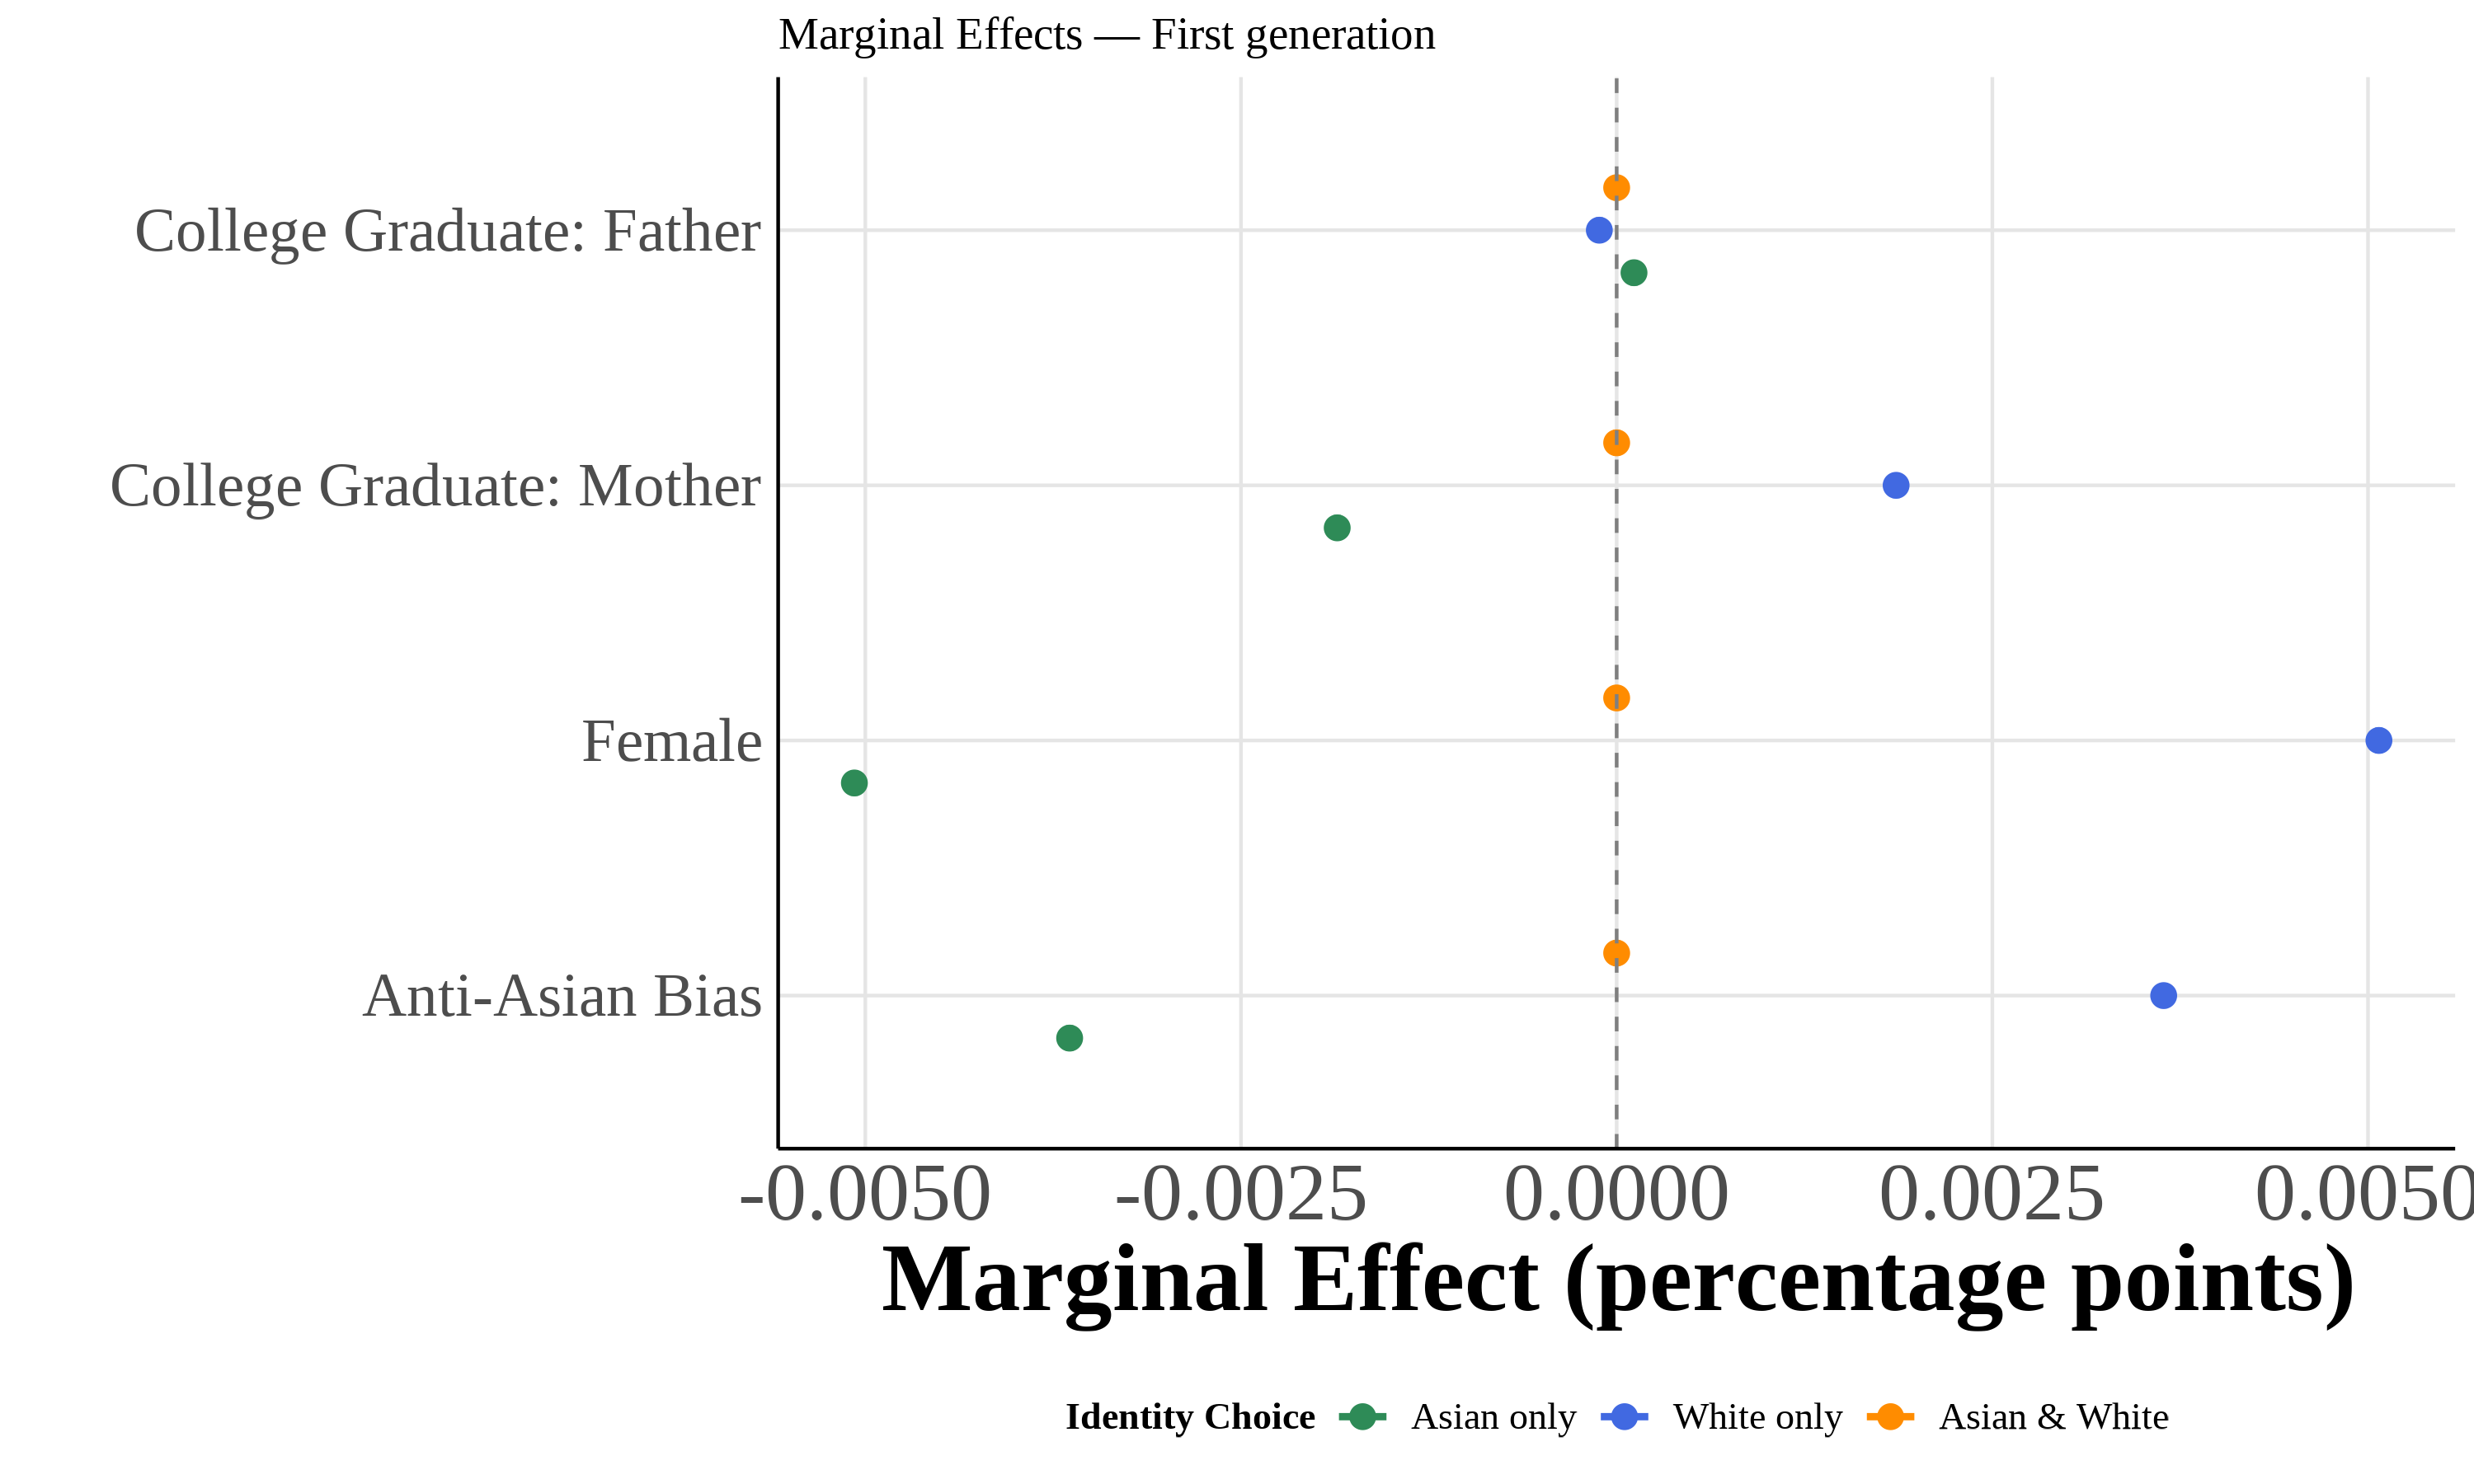 Marginal Effects — First generation
College Graduate: Father
College Graduate: Mother
Female
Anti-Asian Bias
-0.0050 -0.0025 0.0000 0.0025 0.0050
Marginal Effect (percentage points)
Identity Choice Asian only White only Asian & White